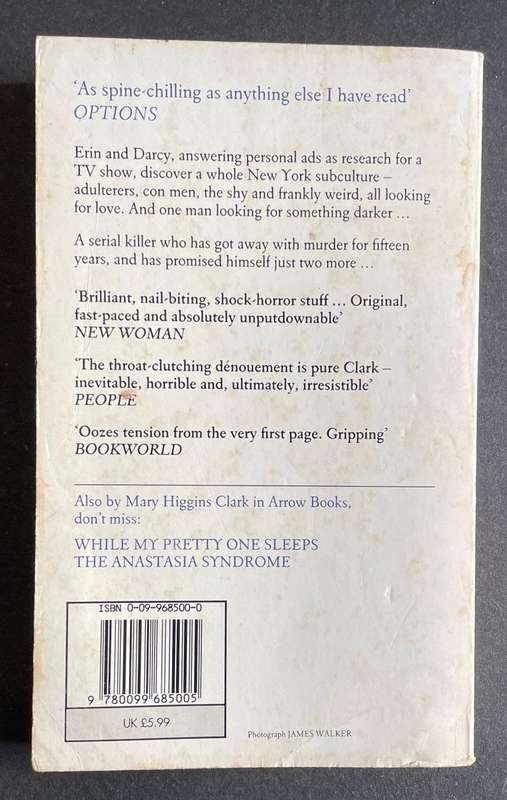 ‘As spine-chilling as anything else I have read’
OPTIONS
Erin and Darcy, answering personal ads as research for a
TV show, discover a whole New York subculture –
adulterers, con men, the shy and frankly weird, all looking
for love. And one man looking for something darker ...
A serial killer who has got away with murder for fifteen
years, and has promised himself just two more ...
‘Brilliant, nail-biting, shock-horror stuff ... Original,
fast-paced and absolutely unputdownable’
NEW WOMAN
‘The throat-clutching dénouement is pure Clark –
inevitable, horrible and, ultimately, irresistible’
PEOPLE
‘Oozes tension from the very first page. Gripping’
BOOKWORLD
Also by Mary Higgins Clark in Arrow Books,
don’t miss:
WHILE MY PRETTY ONE SLEEPS
THE ANASTASIA SYNDROME
ISBN 0-09-968500-0
9 780099 685005
UK £5.99
Photograph JAMES WALKER